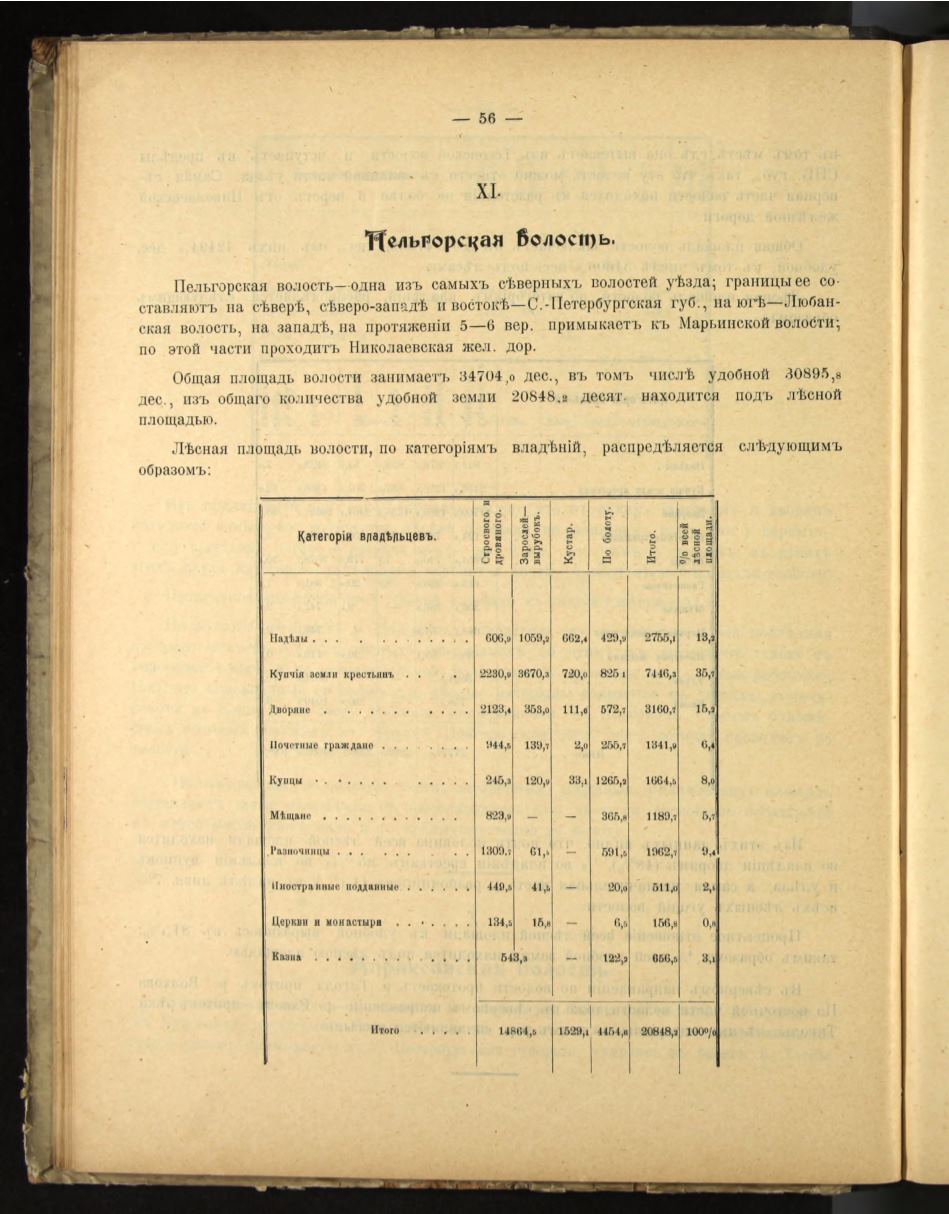 — 56 —
XI.
Пельгорская Волость.
Пельгорская волость—одна изъ самыхъ сѣверныхъ волостей уѣзда; границы ее со-
ставляютъ на сѣверѣ, сѣверо-западѣ и востокѣ—С.-Петербургская губ., на югѣ—Любан-
ская волость, на западѣ, на протяженіи 5—6 вер. примыкаетъ къ Марьинской волости;
по этой части проходитъ Николаевская жел. дор.
Общая площадь волости занимаетъ 34704,0 дес., въ томъ числѣ удобной 30895,8
дес., изъ общаго количества удобной земли 20848,2 десят. находится подъ лѣсной
площадью.
Лѣсная площадь волости, по категоріямъ владѣній, распредѣляется слѣдующимъ
образомъ:
Категоріи владѣльцевъ. Строевого и дровяного. Зарослей—вырубокъ. Кустар. По болоту. Итого. % всей лѣсной площади.
Надѣлы . . . . . . . . . . . . 606,9 1059,2 662,4 429,9 2755,1 13,2
Купчія земли крестьянъ . . . . 2230,9 3670,3 720,0 825 1 7446,3 35,7
Дворяне . . . . . . . . . . . 2123,4 353,0 111,6 572,7 3160,7 15,2
Почетные граждане . . . . . . . . 944,5 139,7 2,0 255,7 1341,9 6,4
Купцы . . . . . . . . . . 245,3 120,9 33,1 1265,2 1664,5 8,0
Мѣщане . . . . . . . . . . . . 823,9 — — 365,8 1189,7 5,7
Разночинцы . . . . . . . . 1309,7 61,5 — 591,5 1962,7 9,4
Иностранные подданные . . . . . . 449,5 41,5 — 20,0 511,0 2,5
Церкви и монастыри . . . . . . . 134,5 15,8 — 6,5 156,8 0,8
Казна . . . . . . . . . . . . . 543,3 — 122,2 656,5 3,1
Итого . . . . 14864,5 1529,1 4454,6 20848,2 100%